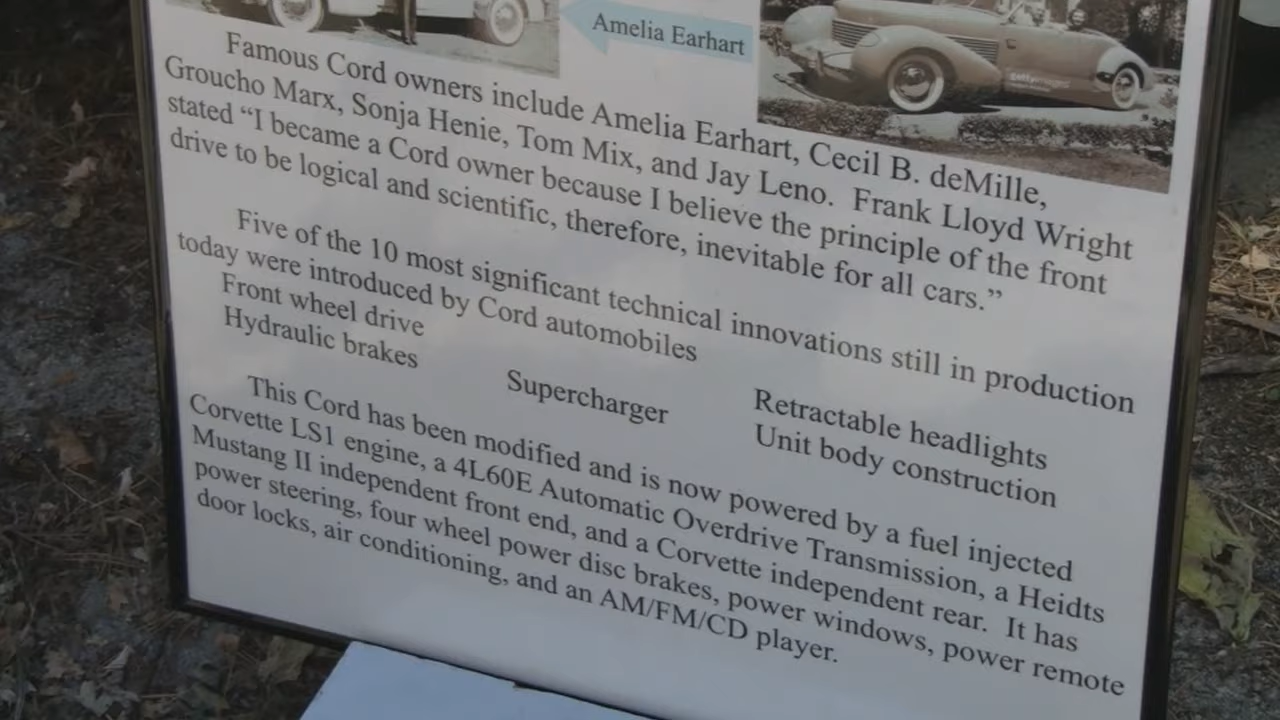 Amelia Earhart
gettyimages
Famous Cord owners include Amelia Earhart, Cecil B. deMille,
Groucho Marx, Sonja Henie, Tom Mix, and Jay Leno. Frank Lloyd Wright
stated “I became a Cord owner because I believe the principle of the front
drive to be logical and scientific, therefore, inevitable for all cars.”
Five of the 10 most significant technical innovations still in production
today were introduced by Cord automobiles
Front wheel drive
Hydraulic brakes
Supercharger
Retractable headlights
Unit body construction
This Cord has been modified and is now powered by a fuel injected
Corvette LS1 engine, a 4L60E Automatic Overdrive Transmission, a Heidts
Mustang II independent front end, and a Corvette independent rear. It has
power steering, four wheel power disc brakes, power windows, power remote
door locks, air conditioning, and an AM/FM/CD player.